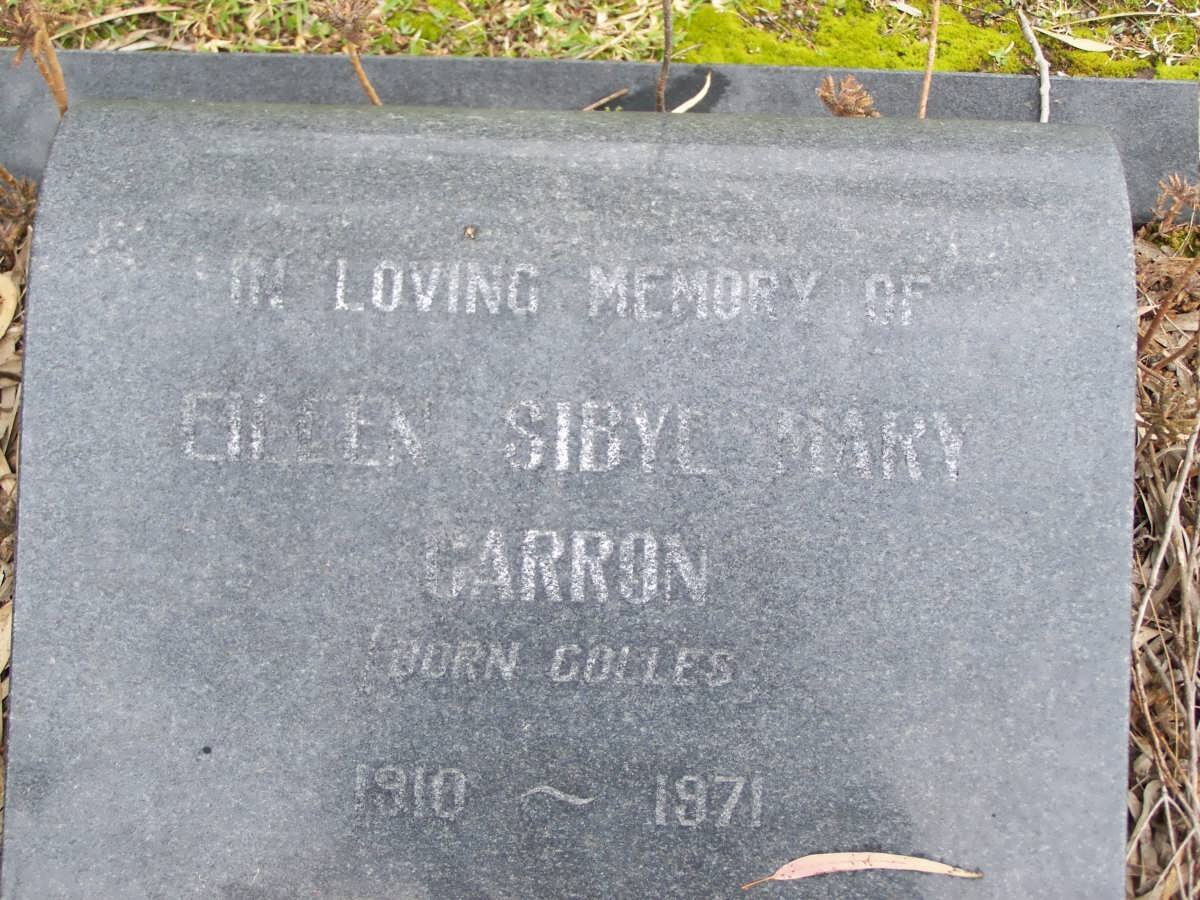 IN LOVING MEMORY OF
EILEEN SIBYL MARY
CARRON
(BORN COLLES)
1910 ~ 1971